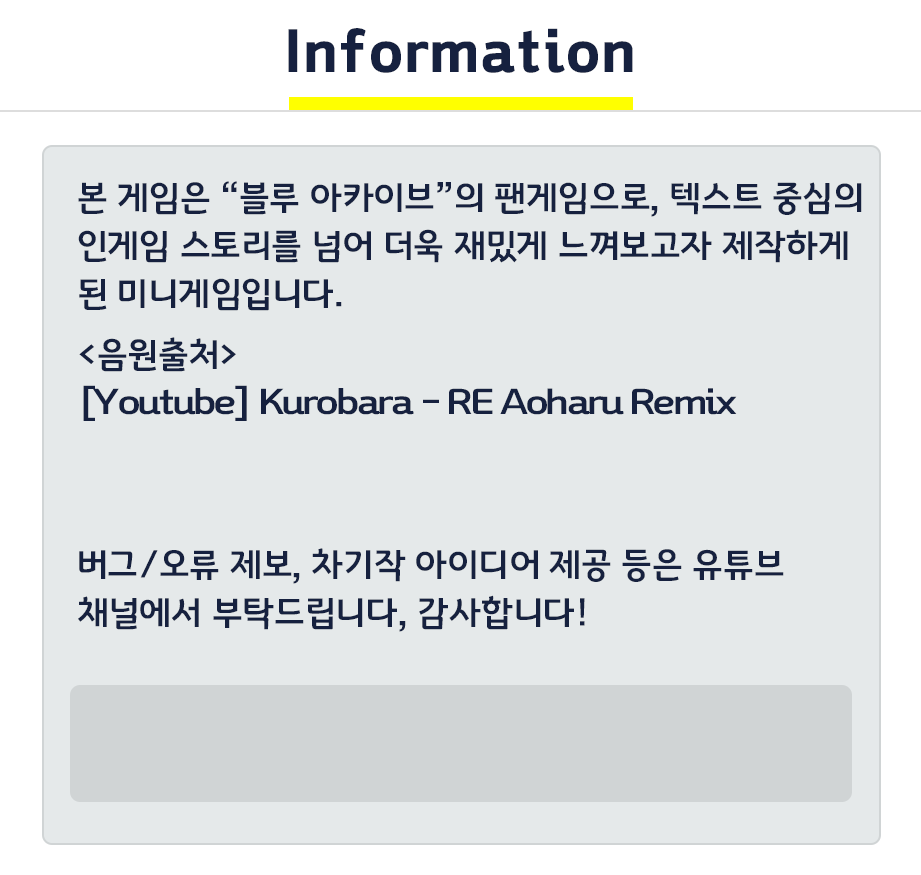 Information
본 게임은 “블루 아카이브”의 팬게임으로, 텍스트 중심의
인게임 스토리를 넘어 더욱 재밌게 느껴보고자 제작하게
된 미니게임입니다.
<음원출처>
[Youtube] Kurobara - RE Aoharu Remix
버그/오류 제보, 차기작 아이디어 제공 등은 유튜브
채널에서 부탁드립니다, 감사합니다!